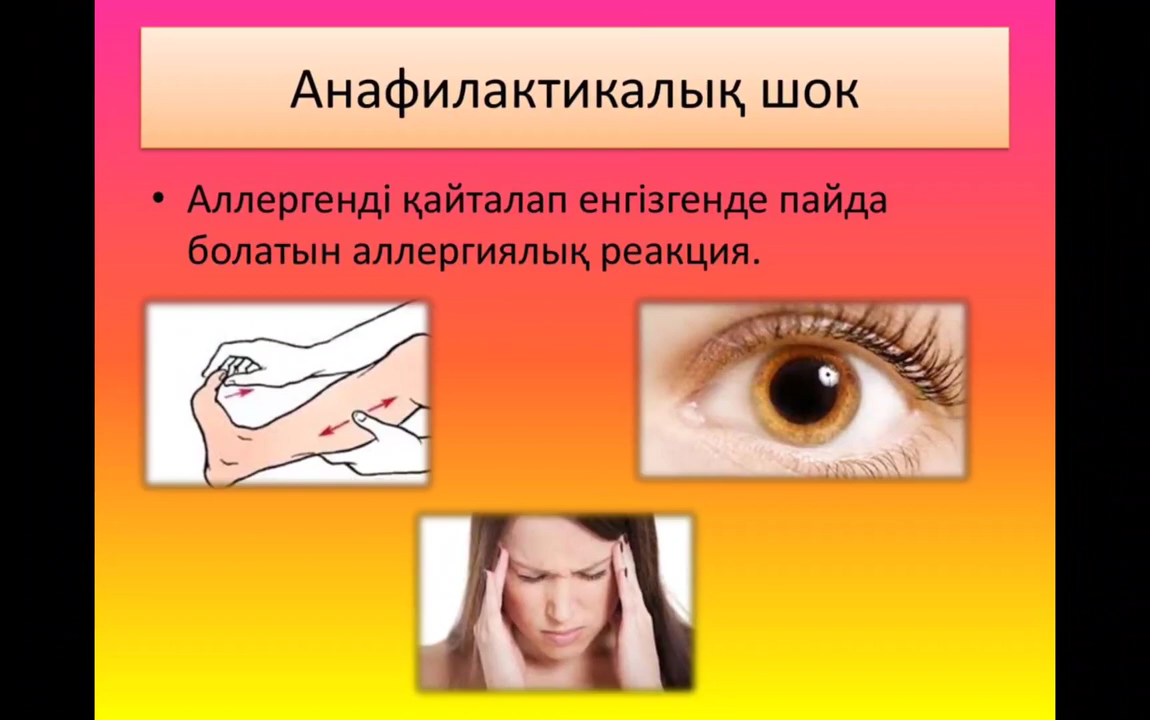 Анафилактикалық шок
• Аллергенді қайталап енгізгенде пайда
болатын аллергиялық реакция.